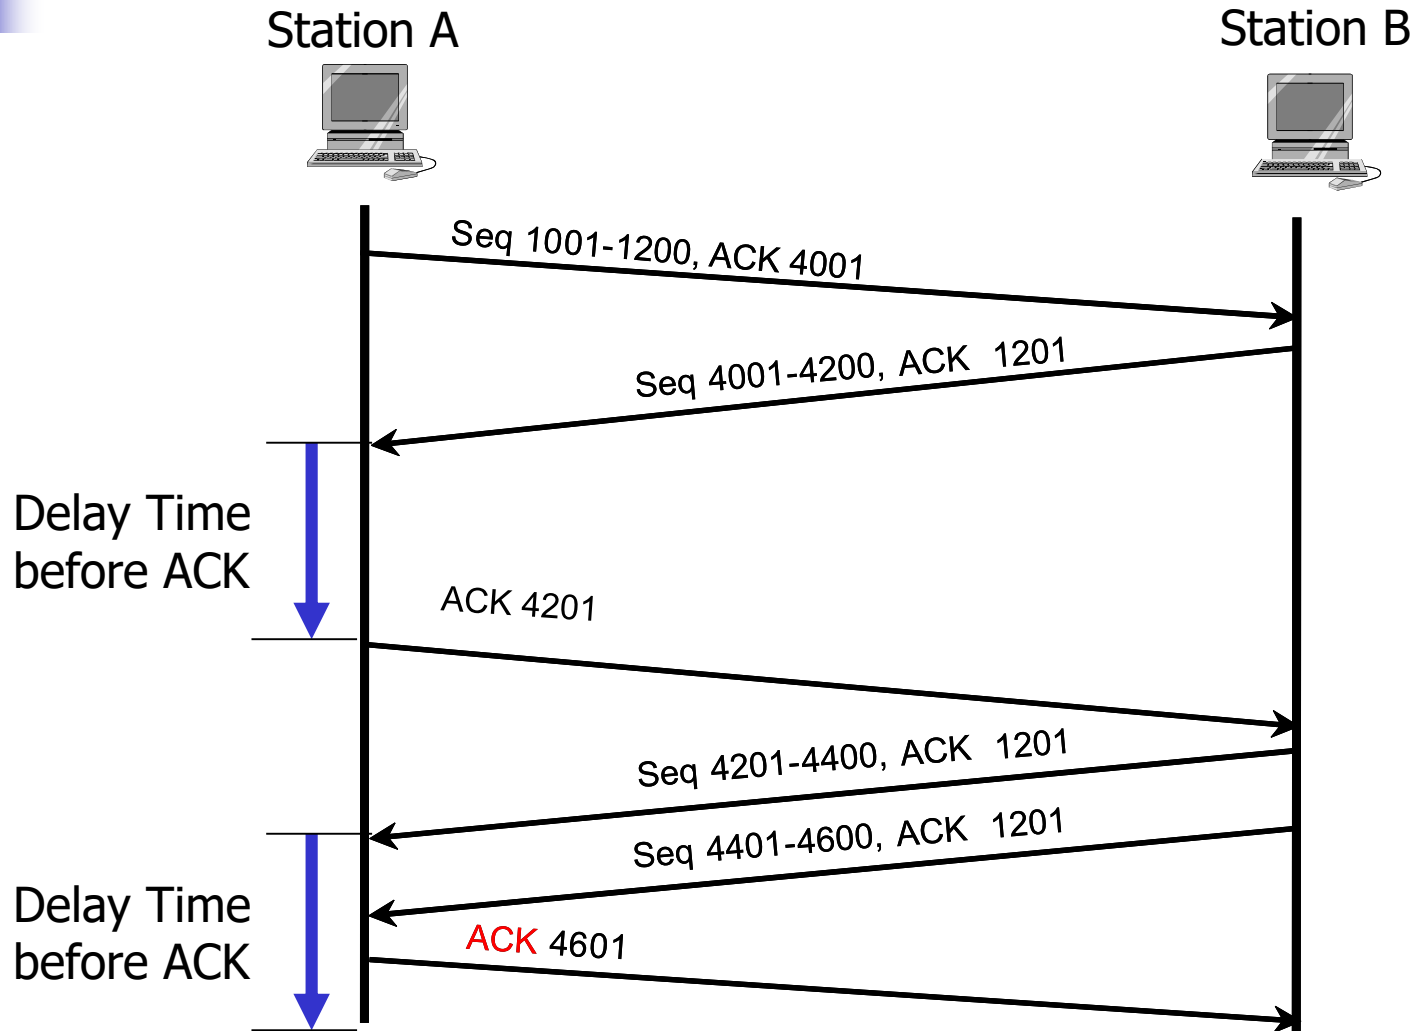 Station A
Station B
Seq 1001-1200, ACK 4001
Seq 4001-4200, ACK 1201
Delay Time
before ACK
ACK 4201
Seq 4201-4400, ACK 1201
Seq 4401-4600, ACK 1201
Delay Time
before ACK
ACK 4601